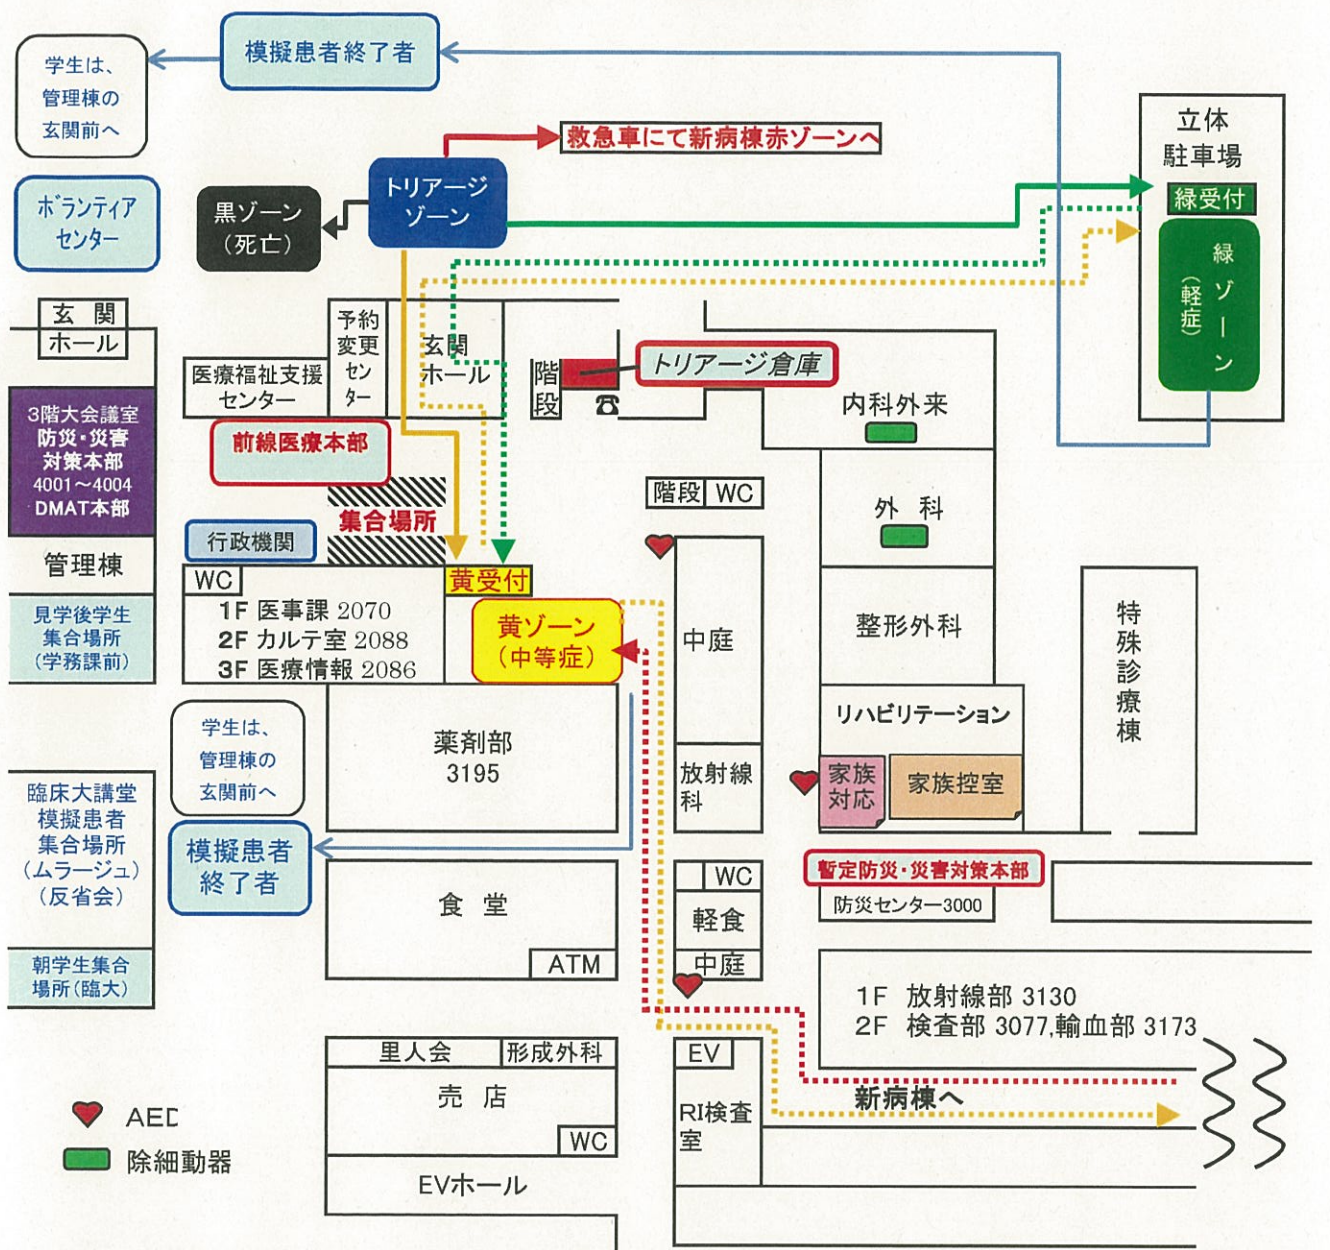 模擬患者終了者
学生は、
管理棟の
玄関前へ
救急車にて新病棟赤ゾーンへ
立体
駐車場
緑受付
緑ゾーン
(軽症)
トリアージ
ゾーン
黒ゾーン
(死亡)
ボランティア
センター
玄 関
ホール
予約
変更
セン
ター
玄関
ホール
医療福祉支援
センター
階
段
トリアージ倉庫
内科外来
3階大会議室
防災・災害
対策本部
4001～4004
DMAT本部
前線医療本部
集合場所
階段
WC
外 科
行政機関
管理棟
WC
黄受付
1F 医事課 2070
2F カルテ室 2088
3F 医療情報 2086
黄ゾーン
(中等症)
見学後学生
集合場所
(学務課前)
中庭
整形外科
特殊診療棟
学生は、
管理棟の
玄関前へ
薬剤部
3195
リハビリテーション
放射線
科
家族
対応
家族控室
臨床大講堂
模擬患者
集合場所
(ムラージュ)
(反省会)
模擬患者
終了者
暫定防災・災害対策本部
防災センター3000
WC
軽食
中庭
食 堂
ATM
朝学生集合
場所(臨大)
1F 放射線部 3130
2F 検査部 3077,輸血部 3173
里人会
形成外科
売 店
WC
EVホール
EV
RI検査
室
新病棟へ
AED
除細動器